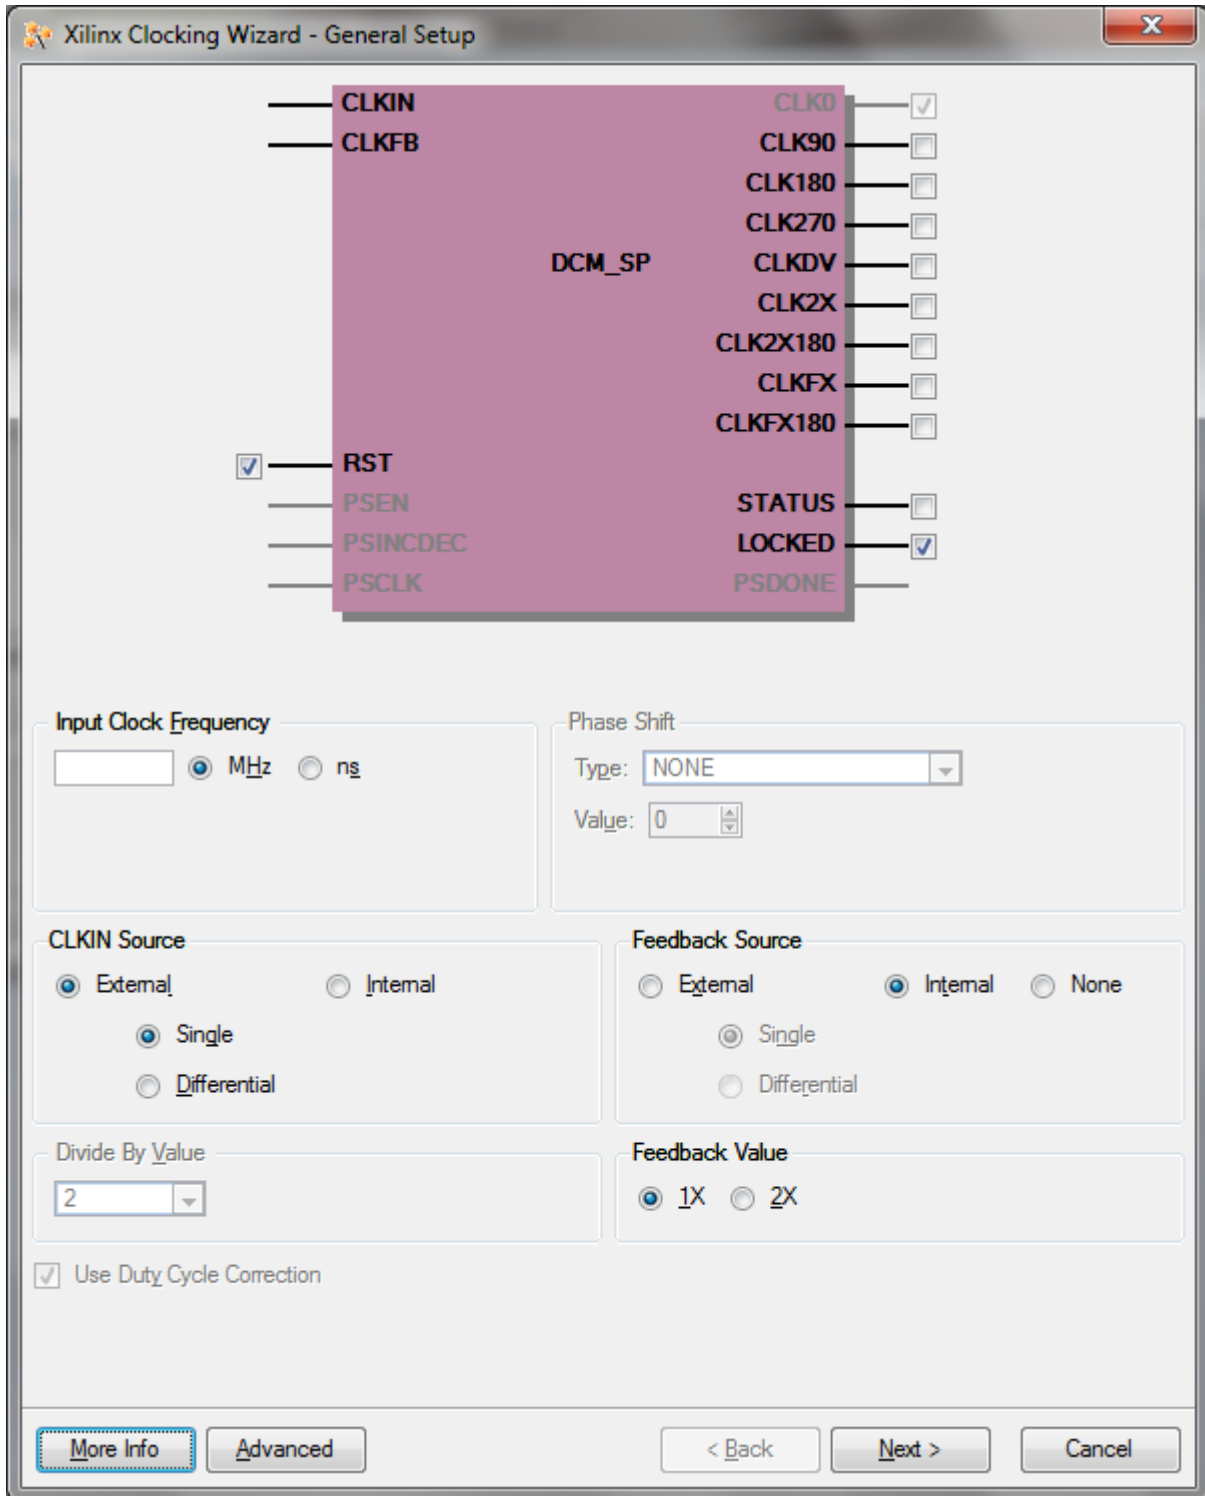 Xilinx Clocking Wizard - General Setup
CLKIN CLK0
CLKFB CLK90
CLK180
CLK270
DCM_SP CLKDV
CLK2X
CLK2X180
CLKFX
CLKFX180
RST
PSEN STATUS
PSINCDEC LOCKED
PSCLK PSDONE
Input Clock Frequency Phase Shift
MHz ns Type: NONE
Value: 0
CLKIN Source Feedback Source
External Internal External Internal None
Single Single
Differential Differential
Divide By Value Feedback Value
2 1X 2X
Use Duty Cycle Correction
More Info Advanced < Back Next > Cancel